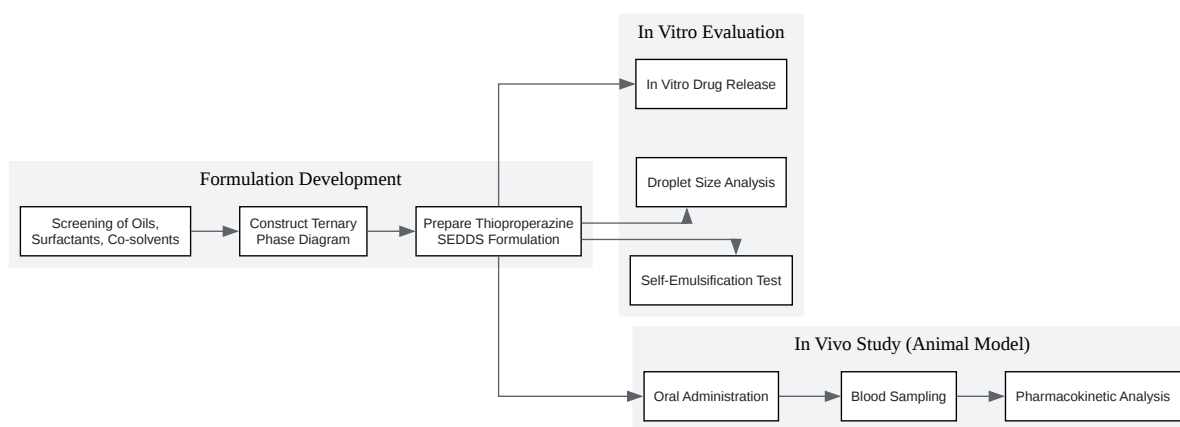 In Vitro Evaluation
In Vitro Drug Release
Droplet Size Analysis
Self-Emulsification Test
Formulation Development
Screening of Oils,
Surfactants, Co-solvents
Construct Ternary
Phase Diagram
Prepare Thioproperazine
SEDDS Formulation
In Vivo Study (Animal Model)
Oral Administration
Blood Sampling
Pharmacokinetic Analysis